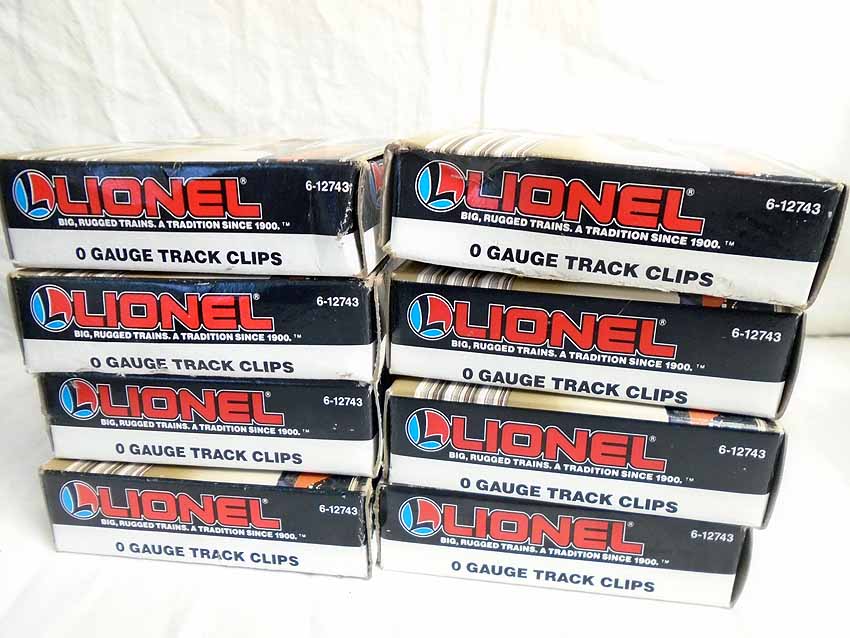 LIONEL® 6-12743
BIG, RUGGED TRAINS. A TRADITION SINCE 1900.™
0 GAUGE TRACK CLIPS
LIONEL® 6-12743
BIG, RUGGED TRAINS. A TRADITION SINCE 1900.™
0 GAUGE TRACK CLIPS
LIONEL® 6-12743
BIG, RUGGED TRAINS. A TRADITION SINCE 1900.™
0 GAUGE TRACK CLIPS
LIONEL® 6-12743
BIG, RUGGED TRAINS. A TRADITION SINCE 1900.™
0 GAUGE TRACK CLIPS
LIONEL® 6-12743
BIG, RUGGED TRAINS. A TRADITION SINCE 1900.™
0 GAUGE TRACK CLIPS
LIONEL® 6-12743
BIG, RUGGED TRAINS. A TRADITION SINCE 1900.™
0 GAUGE TRACK CLIPS
LIONEL® 6-12743
BIG, RUGGED TRAINS. A TRADITION SINCE 1900.™
0 GAUGE TRACK CLIPS
LIONEL® 6-12743
BIG, RUGGED TRAINS. A TRADITION SINCE 1900.™
0 GAUGE TRACK CLIPS